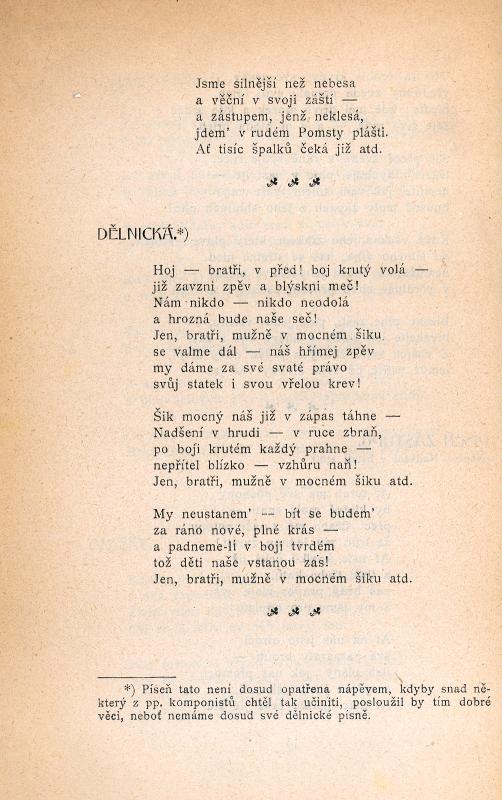 Jsme silnější než nebesa
a věční v svoji zášti —
a zástupem, jenž neklesá,
jdem' v rudém Pomsty plášti.
Ať tisíc špalků čeká již atd.
DĚLNICKÁ.*)
Hoj — bratři, v před! boj krutý volá —
již zavzni zpěv a blýskni meč!
Nám nikdo — nikdo neodolá
a hrozná bude naše seč!
Jen, bratři, mužně v mocném šiku
se valme dál — náš hřímej zpěv
my dáme za své svaté právo
svůj statek i svou vřelou krev!
Šik mocný náš již v zápas táhne —
Nadšení v hrudi — v ruce zbraň,
po boji krutém každý prahne —
nepřítel blízko — vzhůru naň!
Jen, bratři, mužně v mocném šiku atd.
My neustanem' — bít se budem'
za ráno nové, plné krás —
a padneme-li v boji tvrdém
tož děti naše vstanou zas!
Jen, bratři, mužně v mocném šiku atd.
*) Píseň tato není dosud opatřena nápěvem, kdyby snad ně-
který z pp. komponistů chtěl tak učiniti, posloužil by tím dobré
věci, neboť nemáme dosud své dělnické písně.